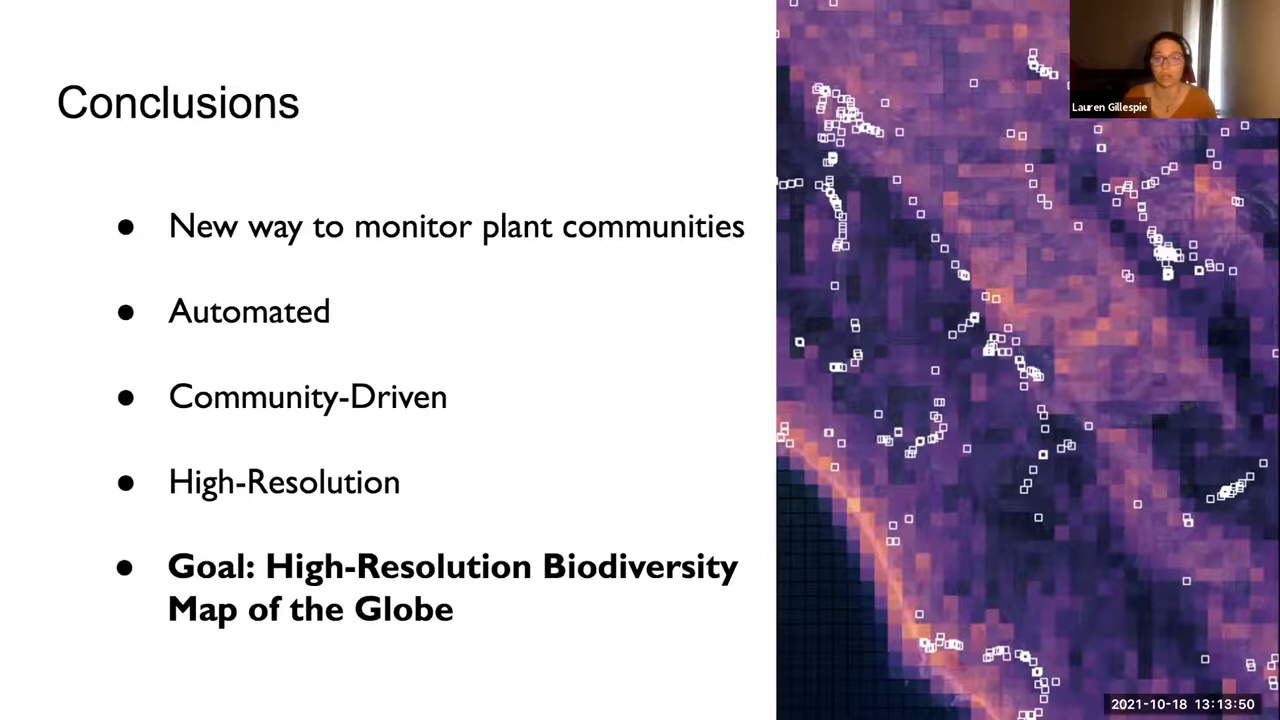 Conclusions
● New way to monitor plant communities
● Automated
● Community-Driven
● High-Resolution
● Goal: High-Resolution Biodiversity
Map of the Globe
Lauren Gillespie
2021-10-18 13:13:50